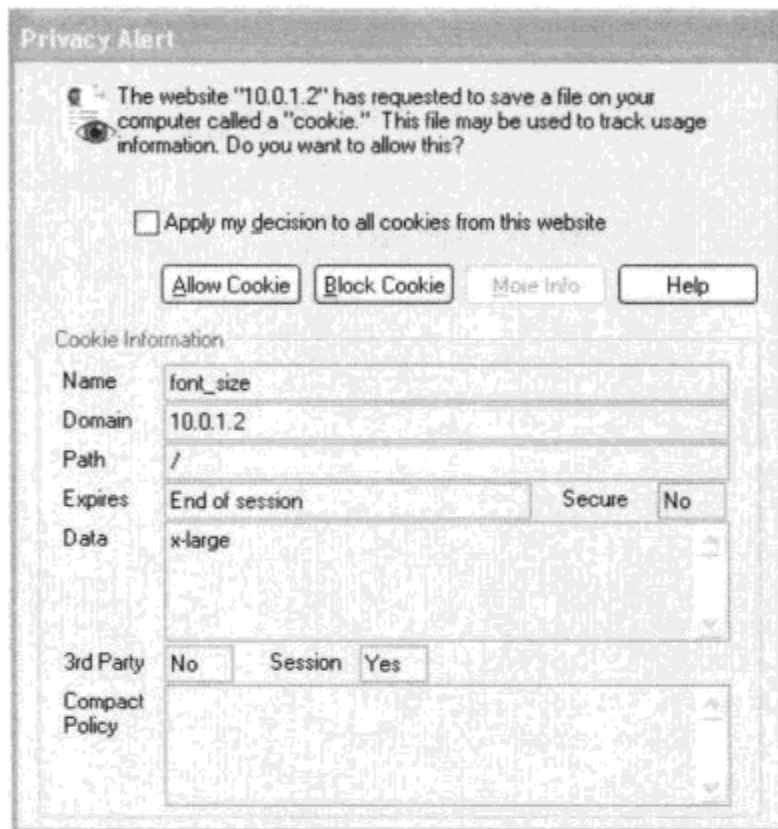 Privacy Alert
The website "10.0.1.2" has requested to save a file on your
computer called a "cookie." This file may be used to track usage
information. Do you want to allow this?
Apply my decision to all cookies from this website
Allow Cookie Block Cookie More Info Help
Cookie Information
Name font_size
Domain 10.0.1.2
Path /
Expires End of session Secure No
Data x-large
3rd Party No Session Yes
Compact
Policy